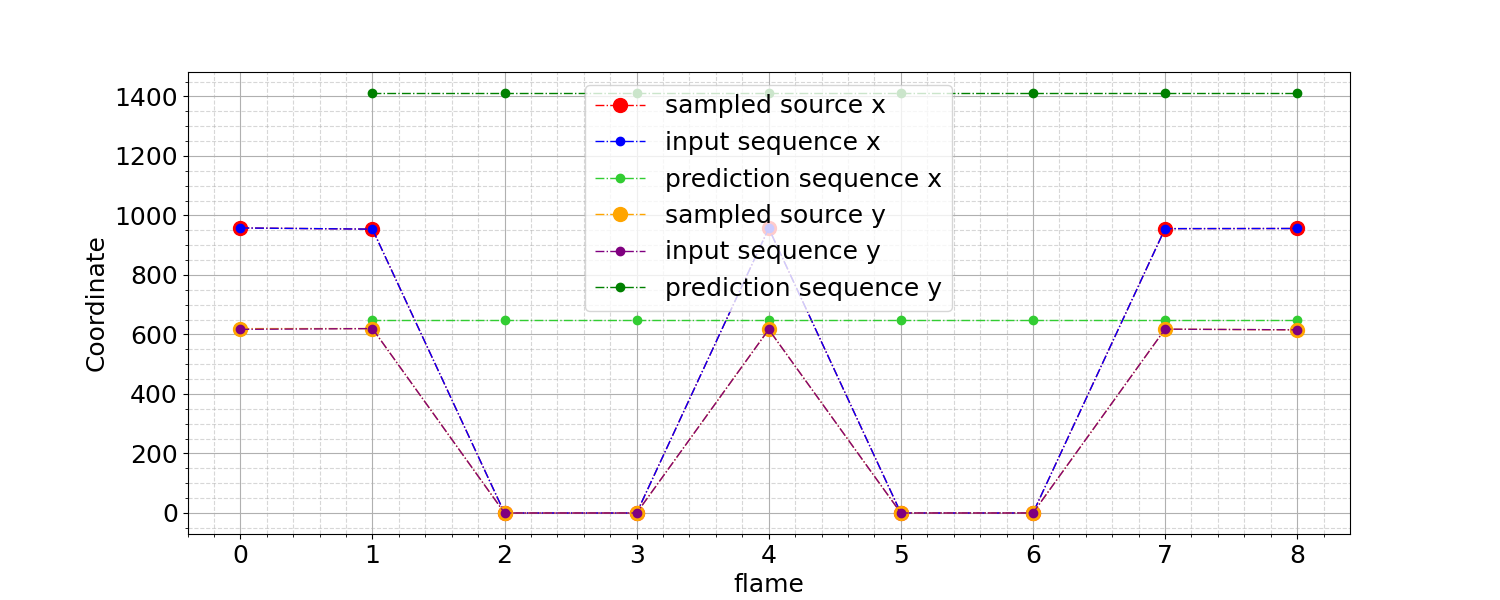 1400
1200
1000
800
600
400
200
0
Coordinate
sampled source x
input sequence x
prediction sequence x
sampled source y
input sequence y
prediction sequence y
0 1 2 3 4 5 6 7 8
flame